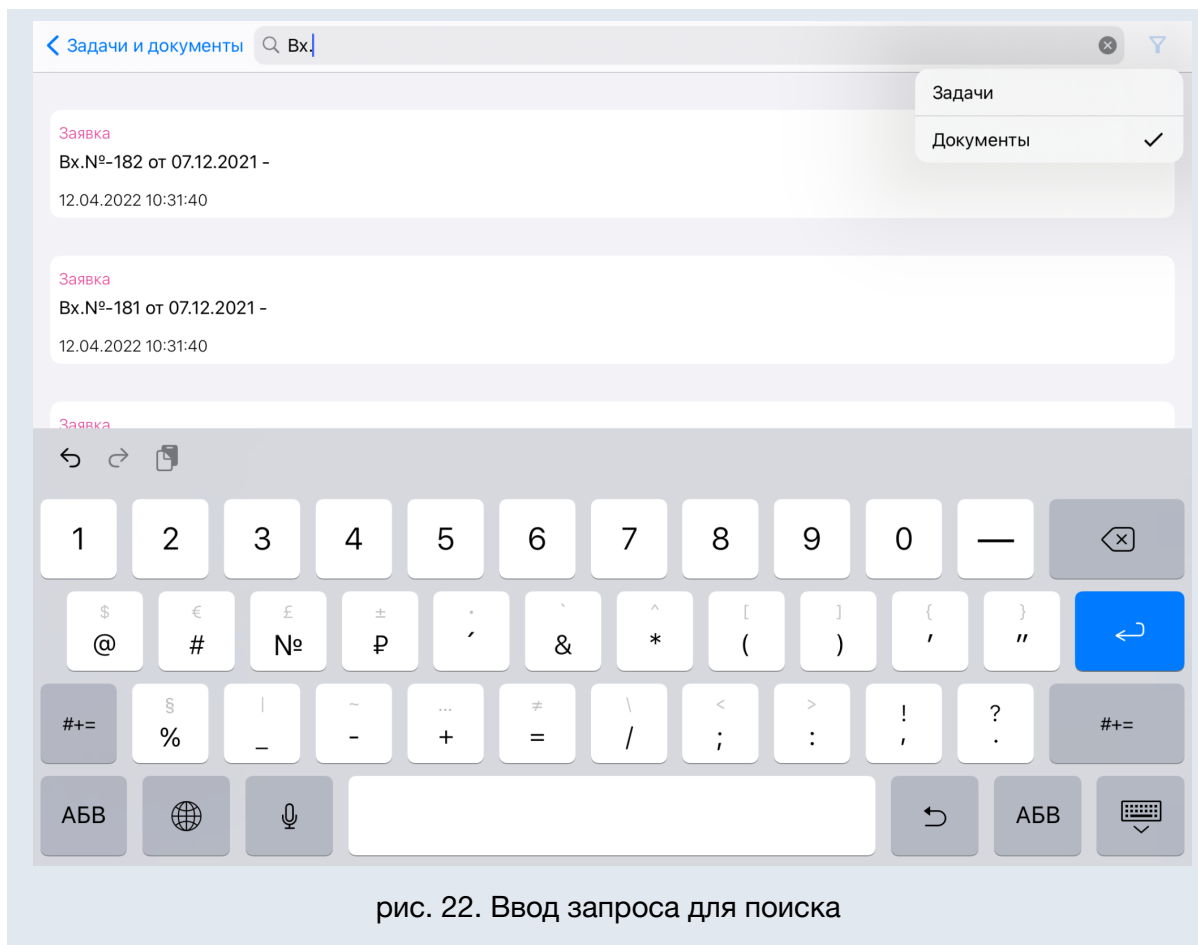 Задачи и документы Вх.
Задачи
Документы
Заявка
Вх.№-182 от 07.12.2021 -
12.04.2022 10:31:40
Заявка
Вх.№-181 от 07.12.2021 -
12.04.2022 10:31:40
Заявка
1 2 3 4 5 6 7 8 9 0 —
$ € £ ± · ` ^ [ ] { }
@ # № ₽ ´ & * ( ) ' "
§ | ~ … ≠ \ < > ! ?
#+= % _ - + = / ; : , . #+=
АБВ АБВ
рис. 22. Ввод запроса для поиска